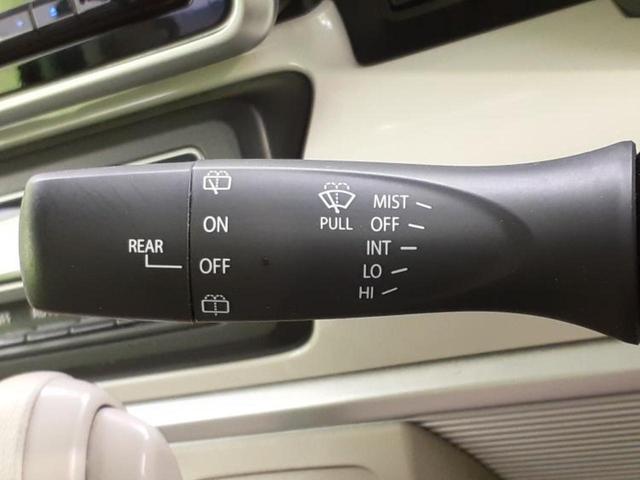 REAR
ON
OFF
PULL
MIST
OFF
INT
LO
HI